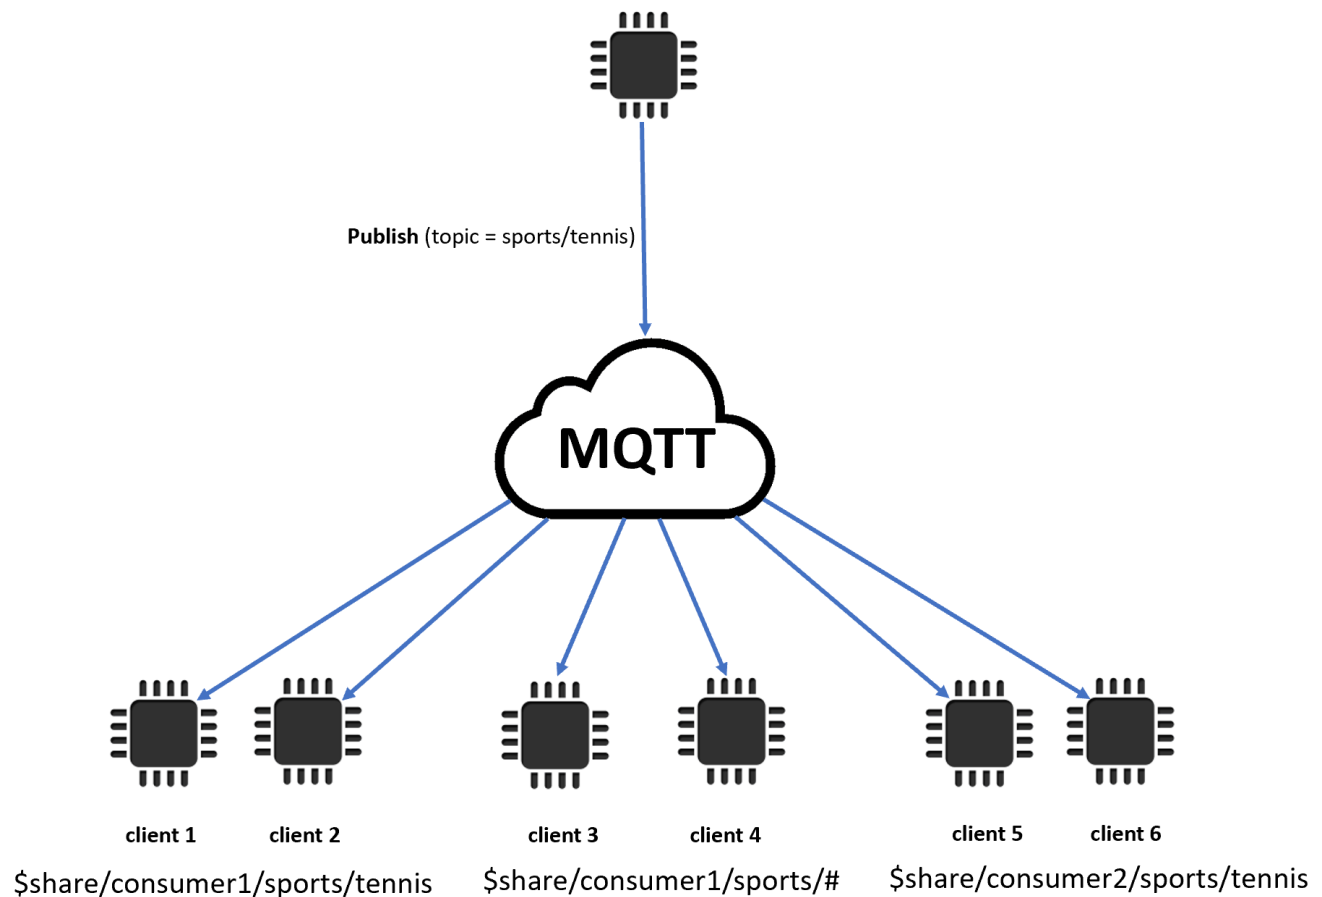 Publish (topic = sports/tennis)
MQTT
client 1
client 2
client 3
client 4
client 5
client 6
$share/consumer1/sports/tennis
$share/consumer1/sports/#
$share/consumer2/sports/tennis